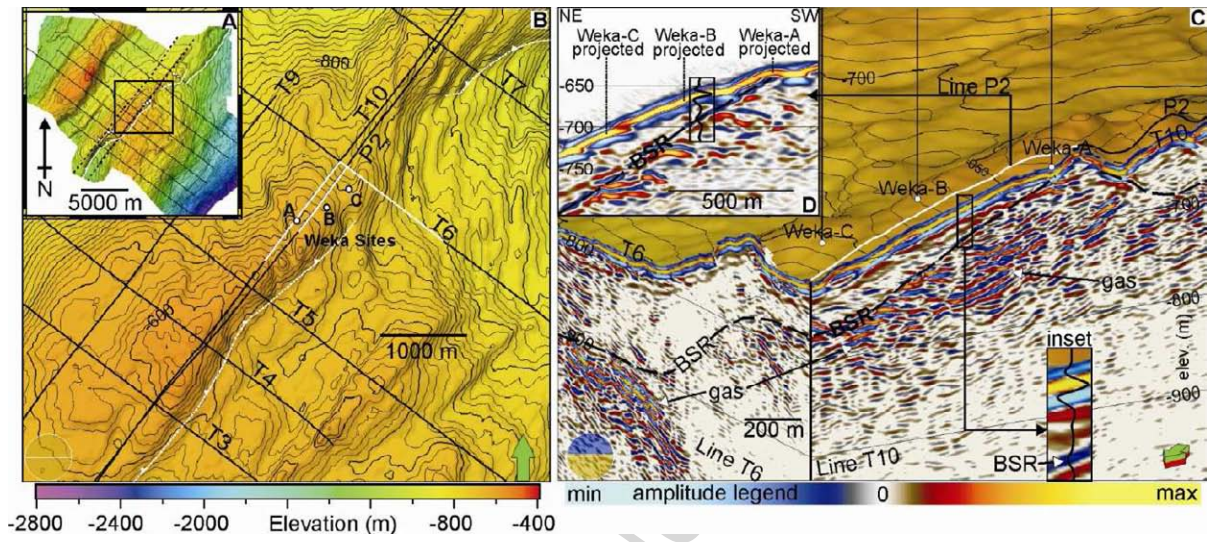 A
N
5000 m
B
-800
T9
T10
P2
T7
A
B
C
Weka Sites
T6
-600
T5
T4
T3
1000 m
NE
SW
Weka-C
projected
Weka-B
projected
Weka-A
projected
-650
-700
-750
BSR
500 m
D
C
-700
Line P2
P2
T10
Weka-A
Weka-B
Weka-C
T6
-700
gas
-800
BSR
BSR
gas
-800
inset
elev. (m)
-900
200 m
BSR
Line T6
Line T10
-2800
-2400
-2000
Elevation (m)
-800
-400
min
amplitude legend
0
max